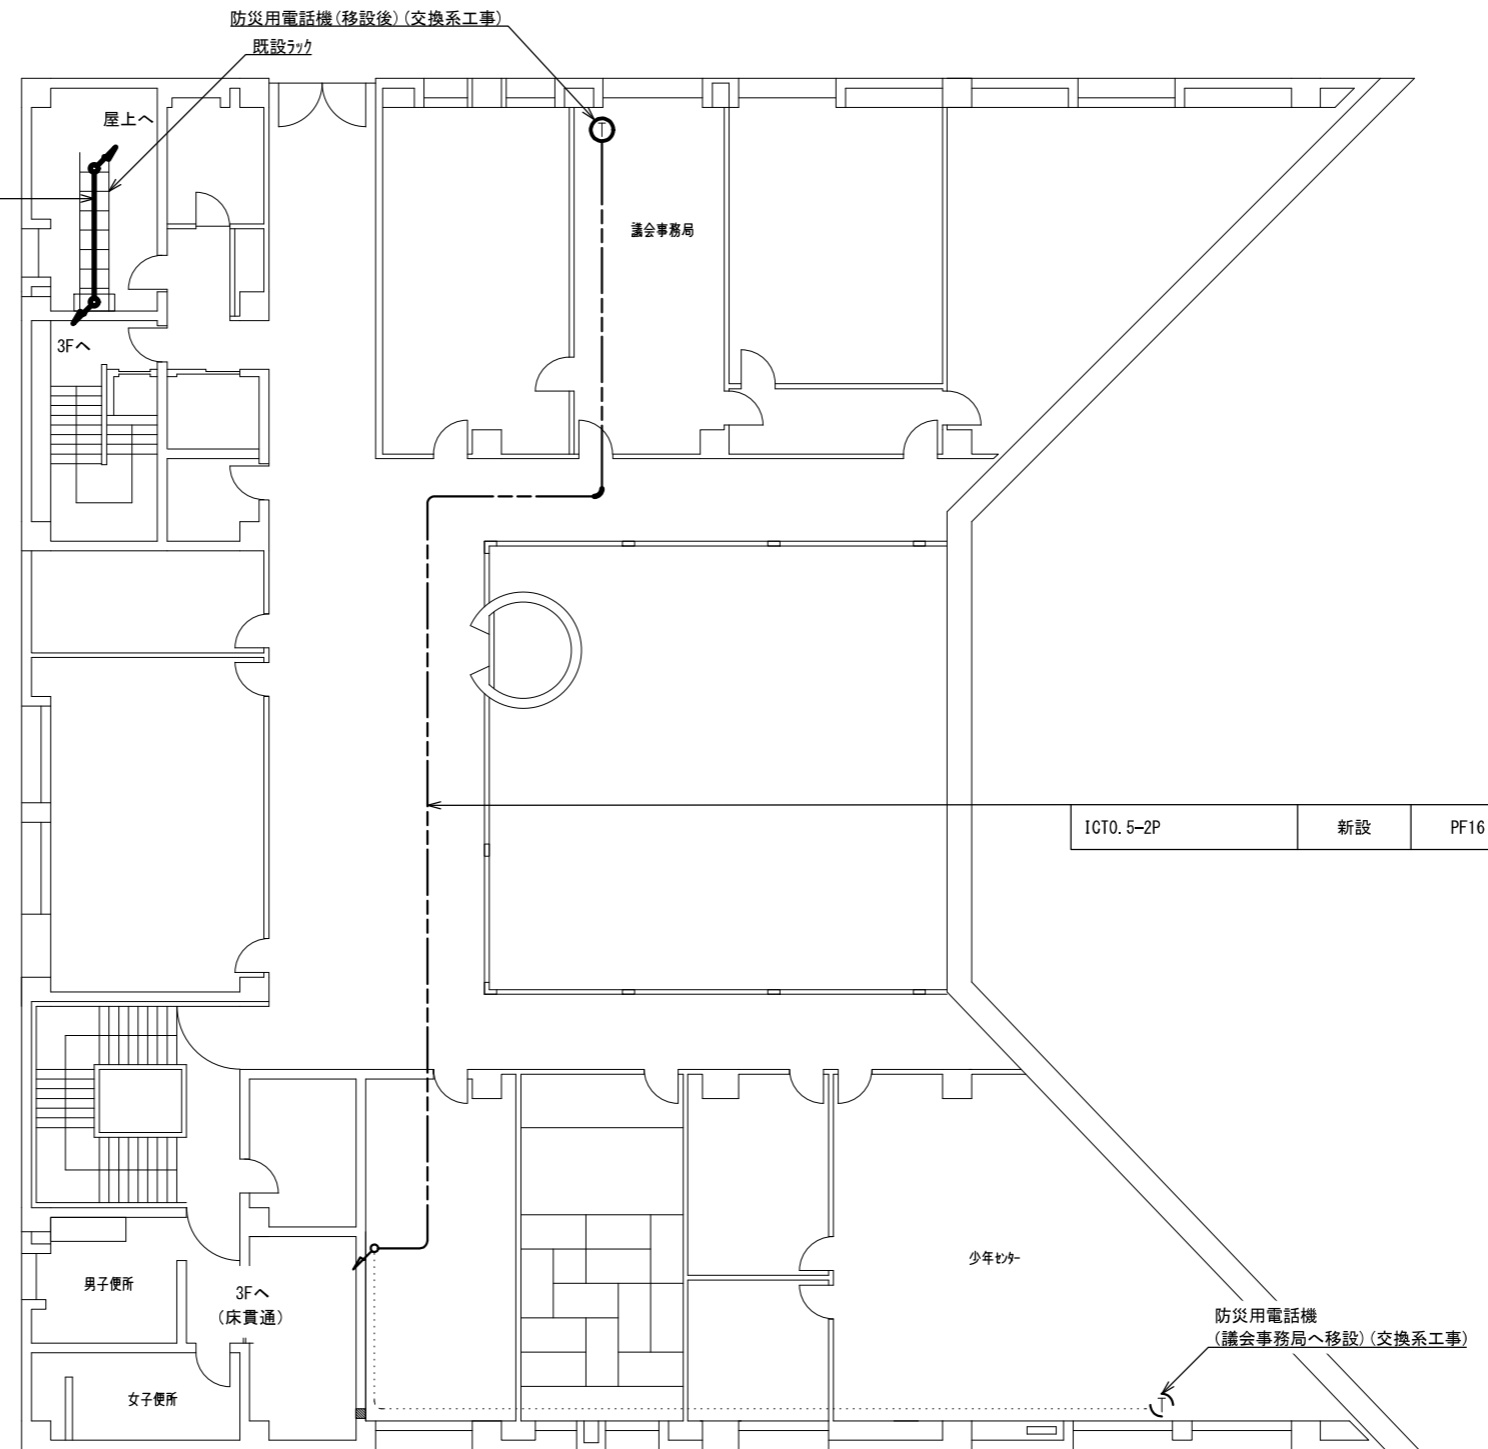 防災用電話機(移設後)(交換系工事)
既設ﾗｯｸ
屋上へ
T
議会事務局
3Fへ
ICT0.5-2P 新設 PF16
少年ｾﾝﾀｰ
男子便所
3Fへ
(床貫通)
防災用電話機
(議会事務局へ移設)(交換系工事)
女子便所
T